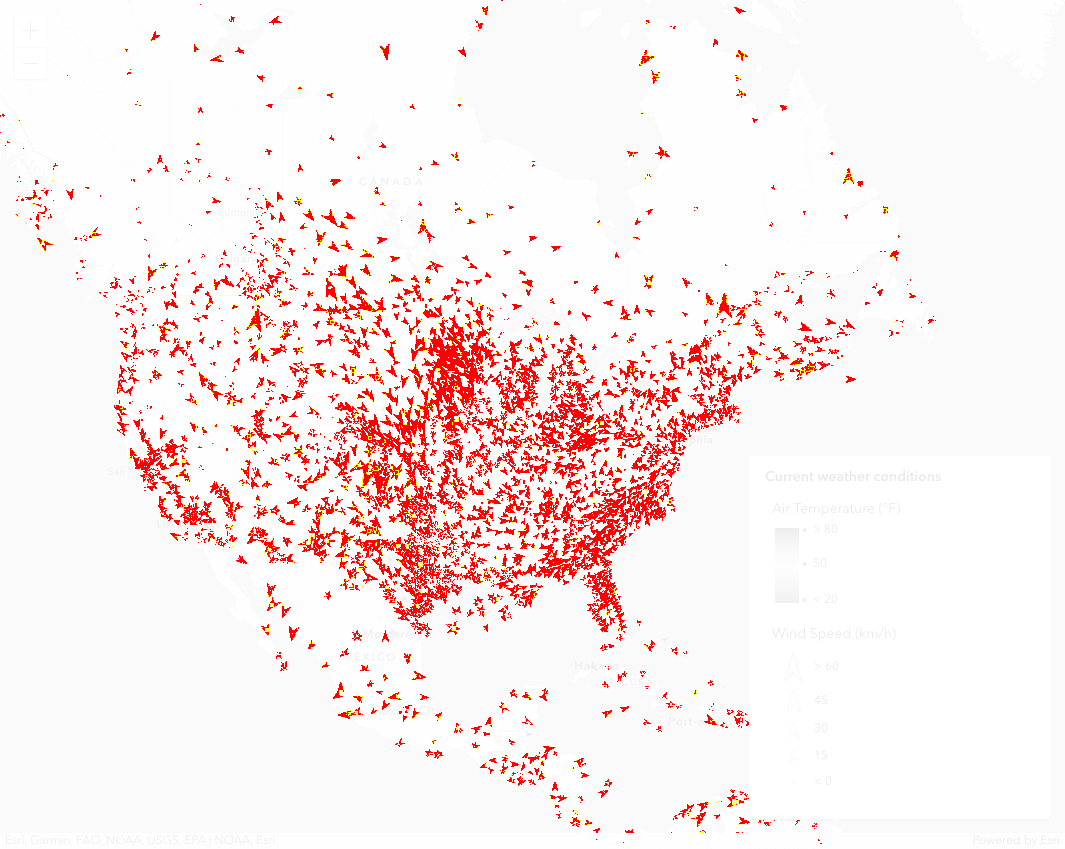 +
−
CANADA
MEXICO
Current weather conditions
Air Temperature (°F)
> 80
50
< 20
Wind Speed (km/h)
> 60
45
30
15
< 0
Esri, Garmin, FAO, NOAA, USGS, EPA | NOAA, Esri
Powered by Esri